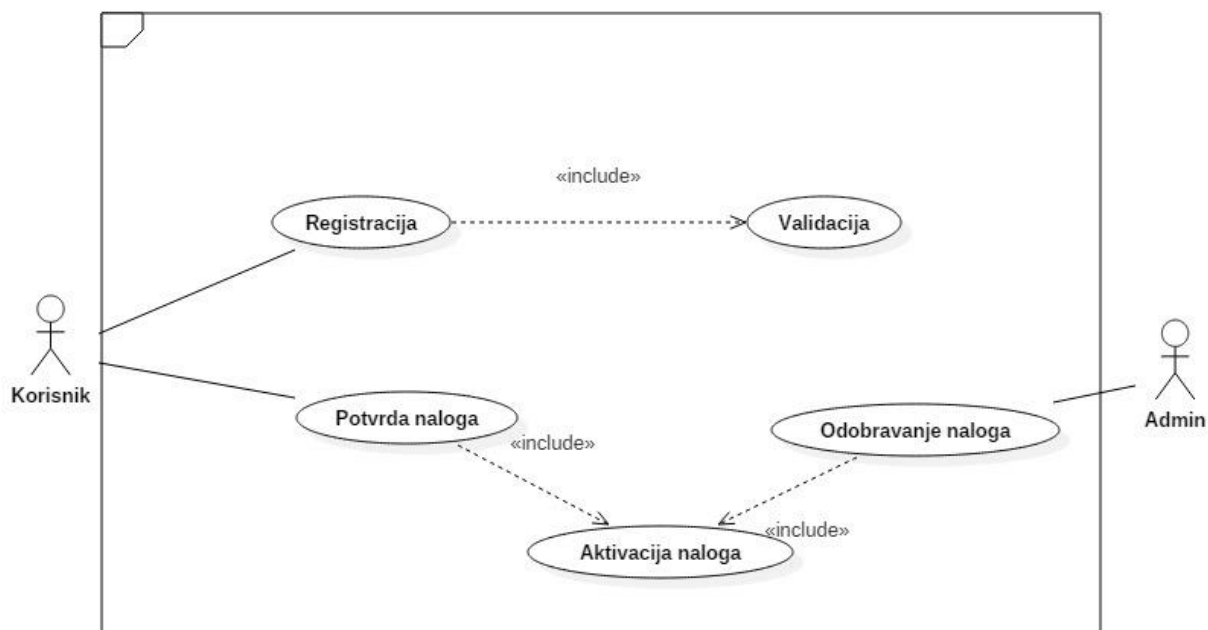 «include»
Registracija
Validacija
Korisnik
Potvrda naloga
«include»
Odobravanje naloga
Admin
«include»
Aktivacija naloga